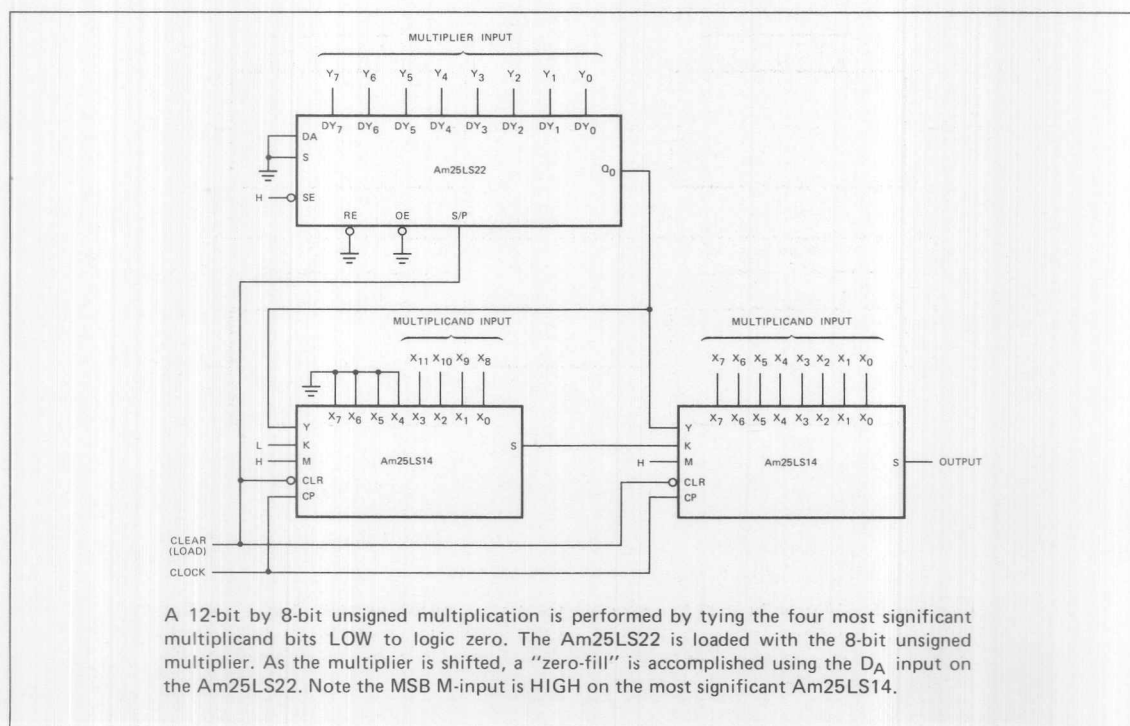 MULTIPLIER INPUT
Y7 Y6 Y5 Y4 Y3 Y2 Y1 Y0
DY7 DY6 DY5 DY4 DY3 DY2 DY1 DY0
DA
S
Am25LS22
Q0
H SE
RE OE S/P
MULTIPLICAND INPUT
X11 X10 X9 X8
X7 X6 X5 X4 X3 X2 X1 X0
Y
L K
H M
Am25LS14
S
CLR
CP
MULTIPLICAND INPUT
X7 X6 X5 X4 X3 X2 X1 X0
X7 X6 X5 X4 X3 X2 X1 X0
Y
K
H M
Am25LS14
S OUTPUT
CLR
CP
CLEAR
(LOAD)
CLOCK
A 12-bit by 8-bit unsigned multiplication is performed by tying the four most significant
multiplicand bits LOW to logic zero. The Am25LS22 is loaded with the 8-bit unsigned
multiplier. As the multiplier is shifted, a "zero-fill" is accomplished using the DA input on
the Am25LS22. Note the MSB M-input is HIGH on the most significant Am25LS14.